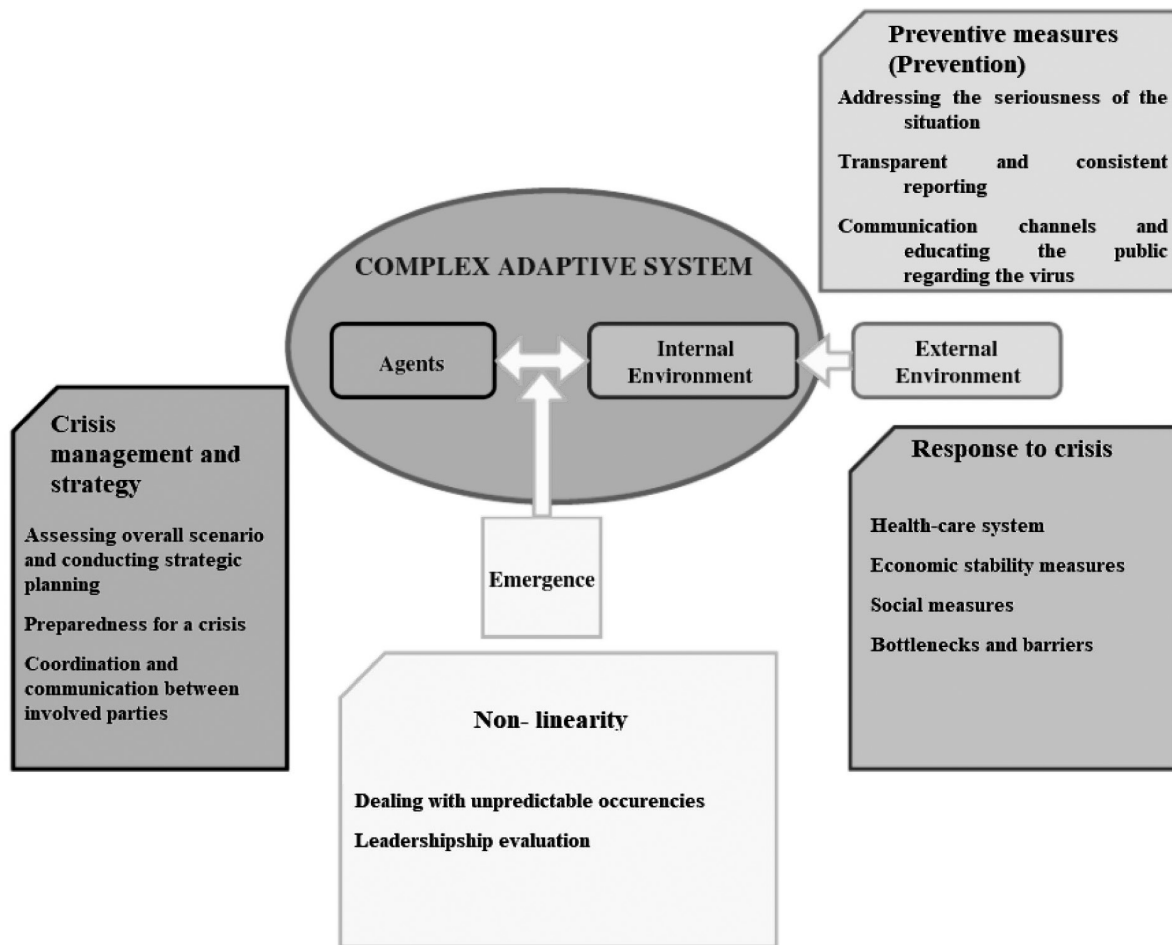 Preventive measures
(Prevention)
Addressing the seriousness of the
situation
Transparent and consistent
reporting
Communication channels and
educating the public
regarding the virus
COMPLEX ADAPTIVE SYSTEM
Agents
Internal
Environment
External
Environment
Crisis
management and
strategy
Assessing overall scenario
and conducting strategic
planning
Preparedness for a crisis
Coordination and
communication between
involved parties
Emergence
Response to crisis
Health-care system
Economic stability measures
Social measures
Bottlenecks and barriers
Non- linearity
Dealing with unpredictable occurencies
Leadershipship evaluation